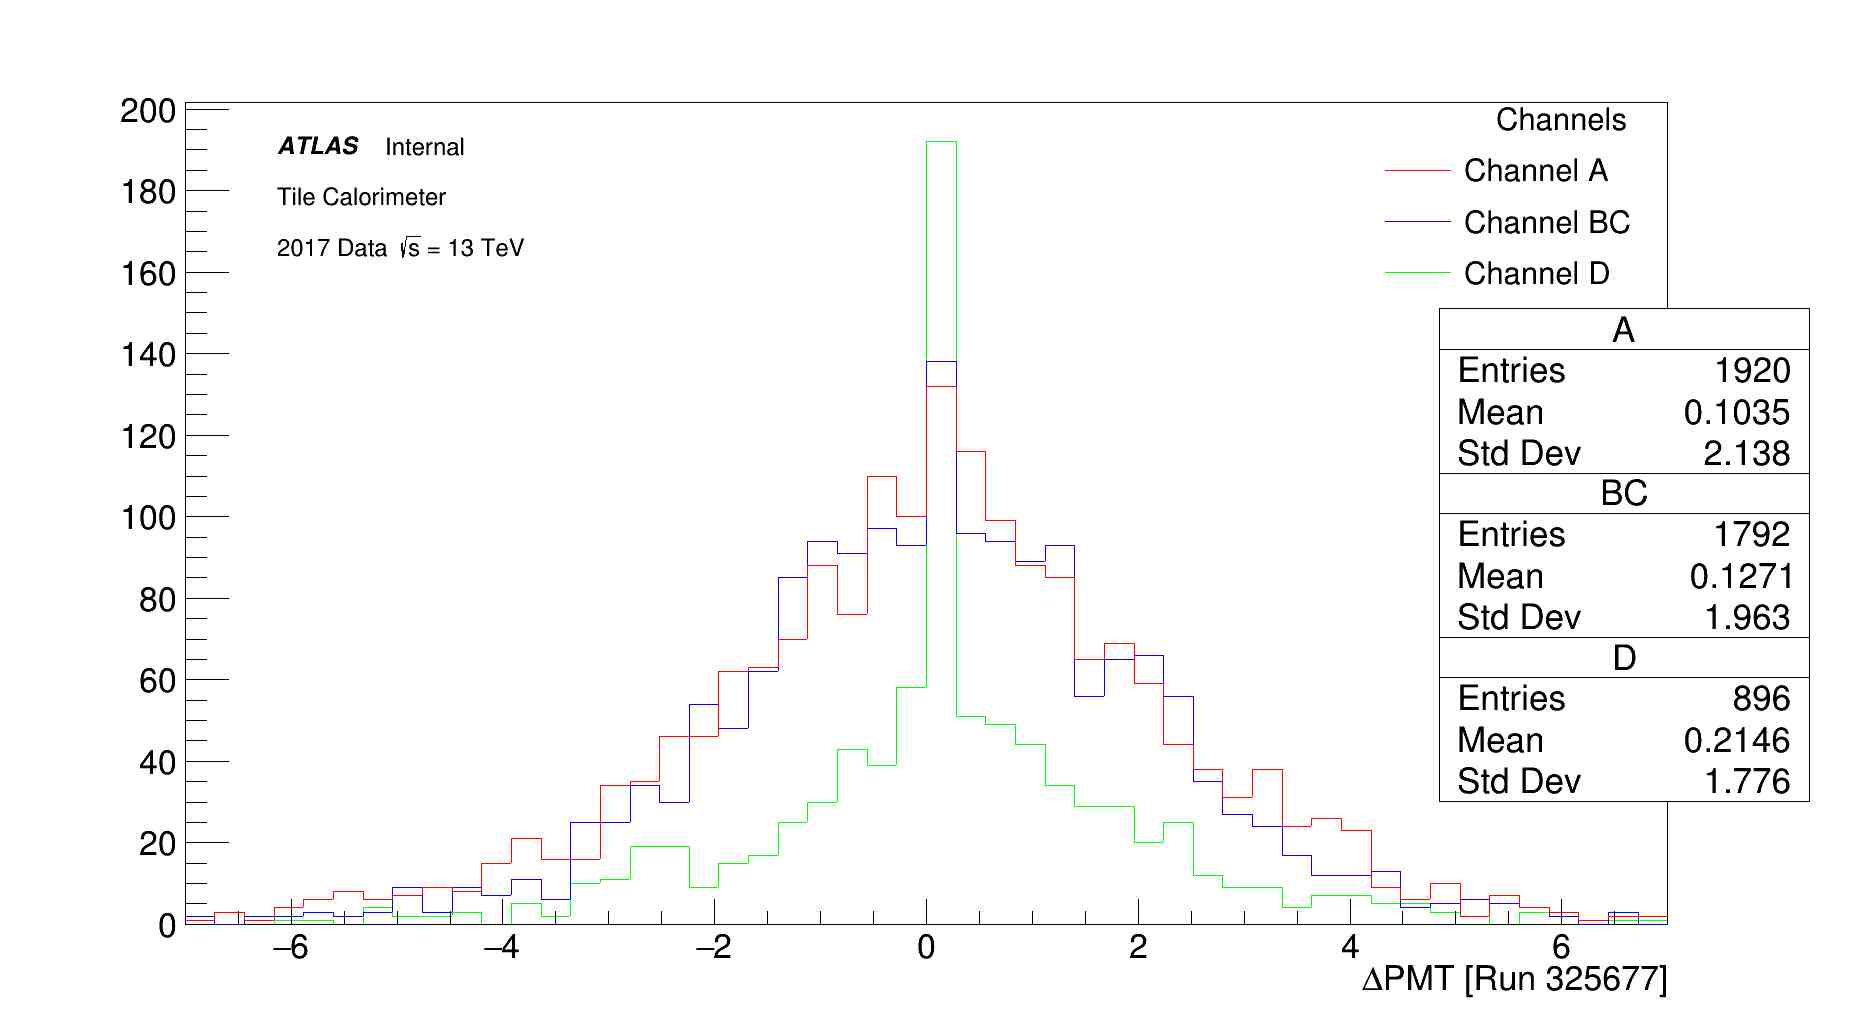 200
180
160
140
120
100
80
60
40
20
0
ATLAS Internal
Tile Calorimeter
2017 Data √s = 13 TeV
Channels
Channel A
Channel BC
Channel D
A
Entries 1920
Mean 0.1035
Std Dev 2.138
BC
Entries 1792
Mean 0.1271
Std Dev 1.963
D
Entries 896
Mean 0.2146
Std Dev 1.776
−6 −4 −2 0 2 4 6
ΔPMT [Run 325677]